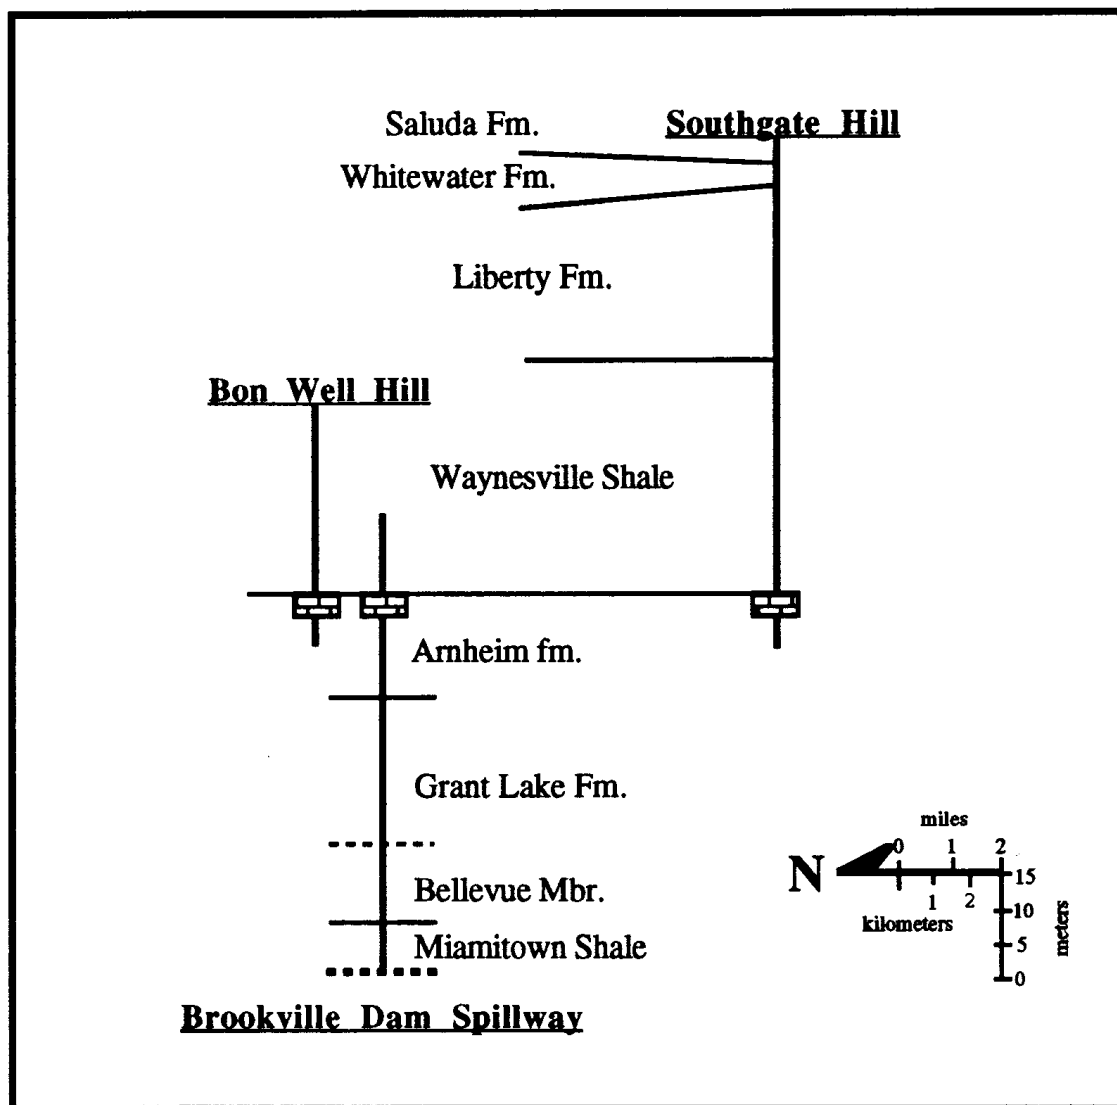 Saluda Fm.
Southgate Hill
Whitewater Fm.
Liberty Fm.
Bon Well Hill
Waynesville Shale
Arnheim fm.
Grant Lake Fm.
Bellevue Mbr.
Miamitown Shale
Brookville Dam Spillway
N
miles
0 1 2
1 2
kilometers
15
10
5
0
meters